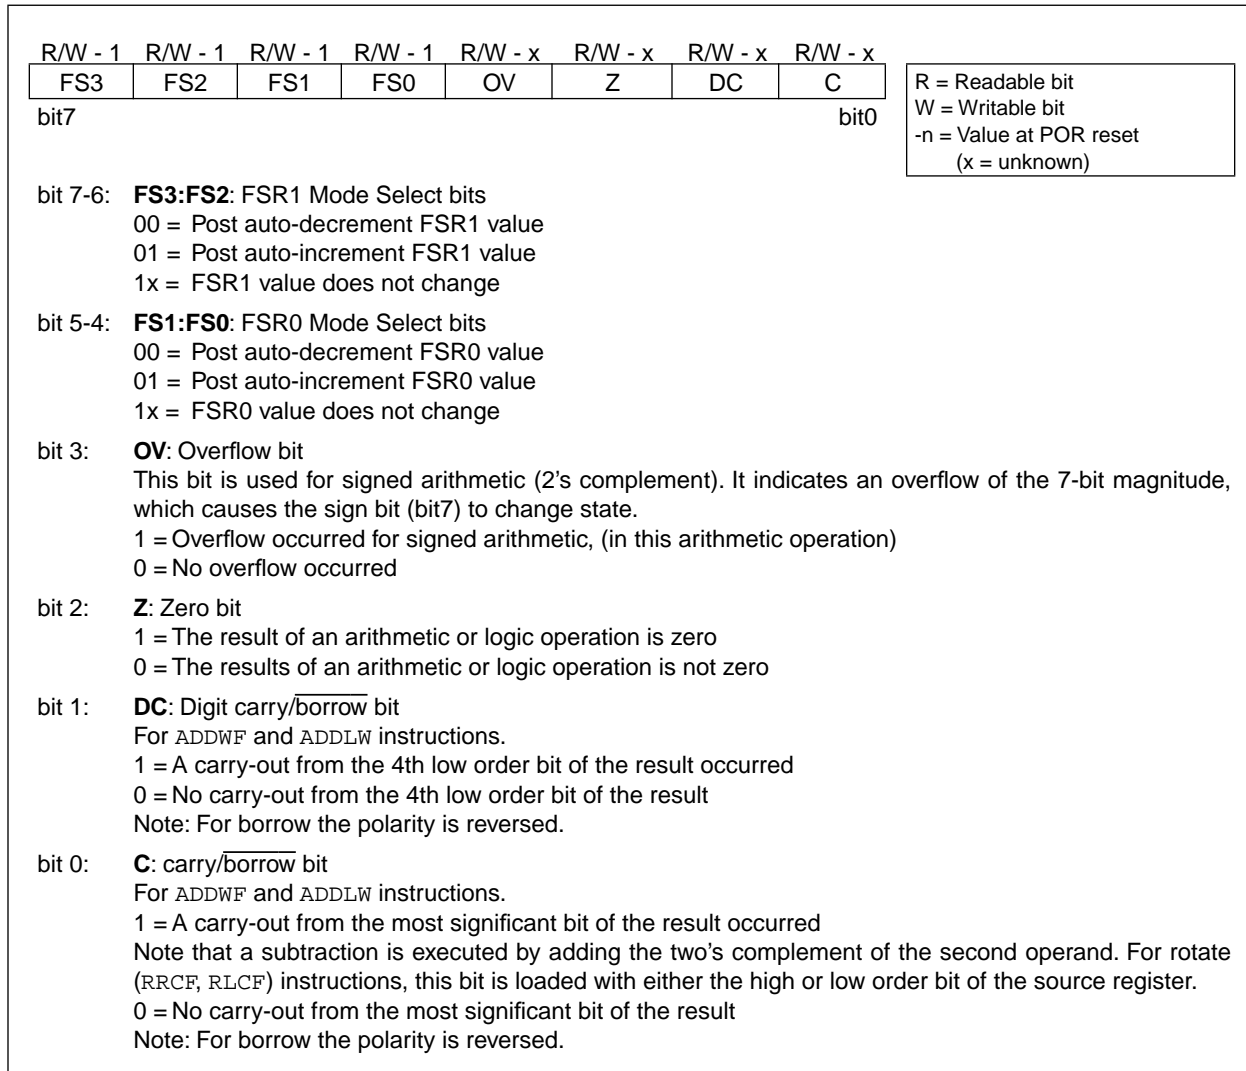 R/W - 1 R/W - 1 R/W - 1 R/W - 1 R/W - x R/W - x R/W - x R/W - x
FS3 FS2 FS1 FS0 OV Z DC C
bit7 bit0
R = Readable bit
W = Writable bit
-n = Value at POR reset
(x = unknown)
bit 7-6: FS3:FS2: FSR1 Mode Select bits
00 = Post auto-decrement FSR1 value
01 = Post auto-increment FSR1 value
1x = FSR1 value does not change
bit 5-4: FS1:FS0: FSR0 Mode Select bits
00 = Post auto-decrement FSR0 value
01 = Post auto-increment FSR0 value
1x = FSR0 value does not change
bit 3: OV: Overflow bit
This bit is used for signed arithmetic (2's complement). It indicates an overflow of the 7-bit magnitude,
which causes the sign bit (bit7) to change state.
1 = Overflow occurred for signed arithmetic, (in this arithmetic operation)
0 = No overflow occurred
bit 2: Z: Zero bit
1 = The result of an arithmetic or logic operation is zero
0 = The results of an arithmetic or logic operation is not zero
bit 1: DC: Digit carry/borrow bit
For ADDWF and ADDLW instructions.
1 = A carry-out from the 4th low order bit of the result occurred
0 = No carry-out from the 4th low order bit of the result
Note: For borrow the polarity is reversed.
bit 0: C: carry/borrow bit
For ADDWF and ADDLW instructions.
1 = A carry-out from the most significant bit of the result occurred
Note that a subtraction is executed by adding the two's complement of the second operand. For rotate
(RRCF, RLCF) instructions, this bit is loaded with either the high or low order bit of the source register.
0 = No carry-out from the most significant bit of the result
Note: For borrow the polarity is reversed.